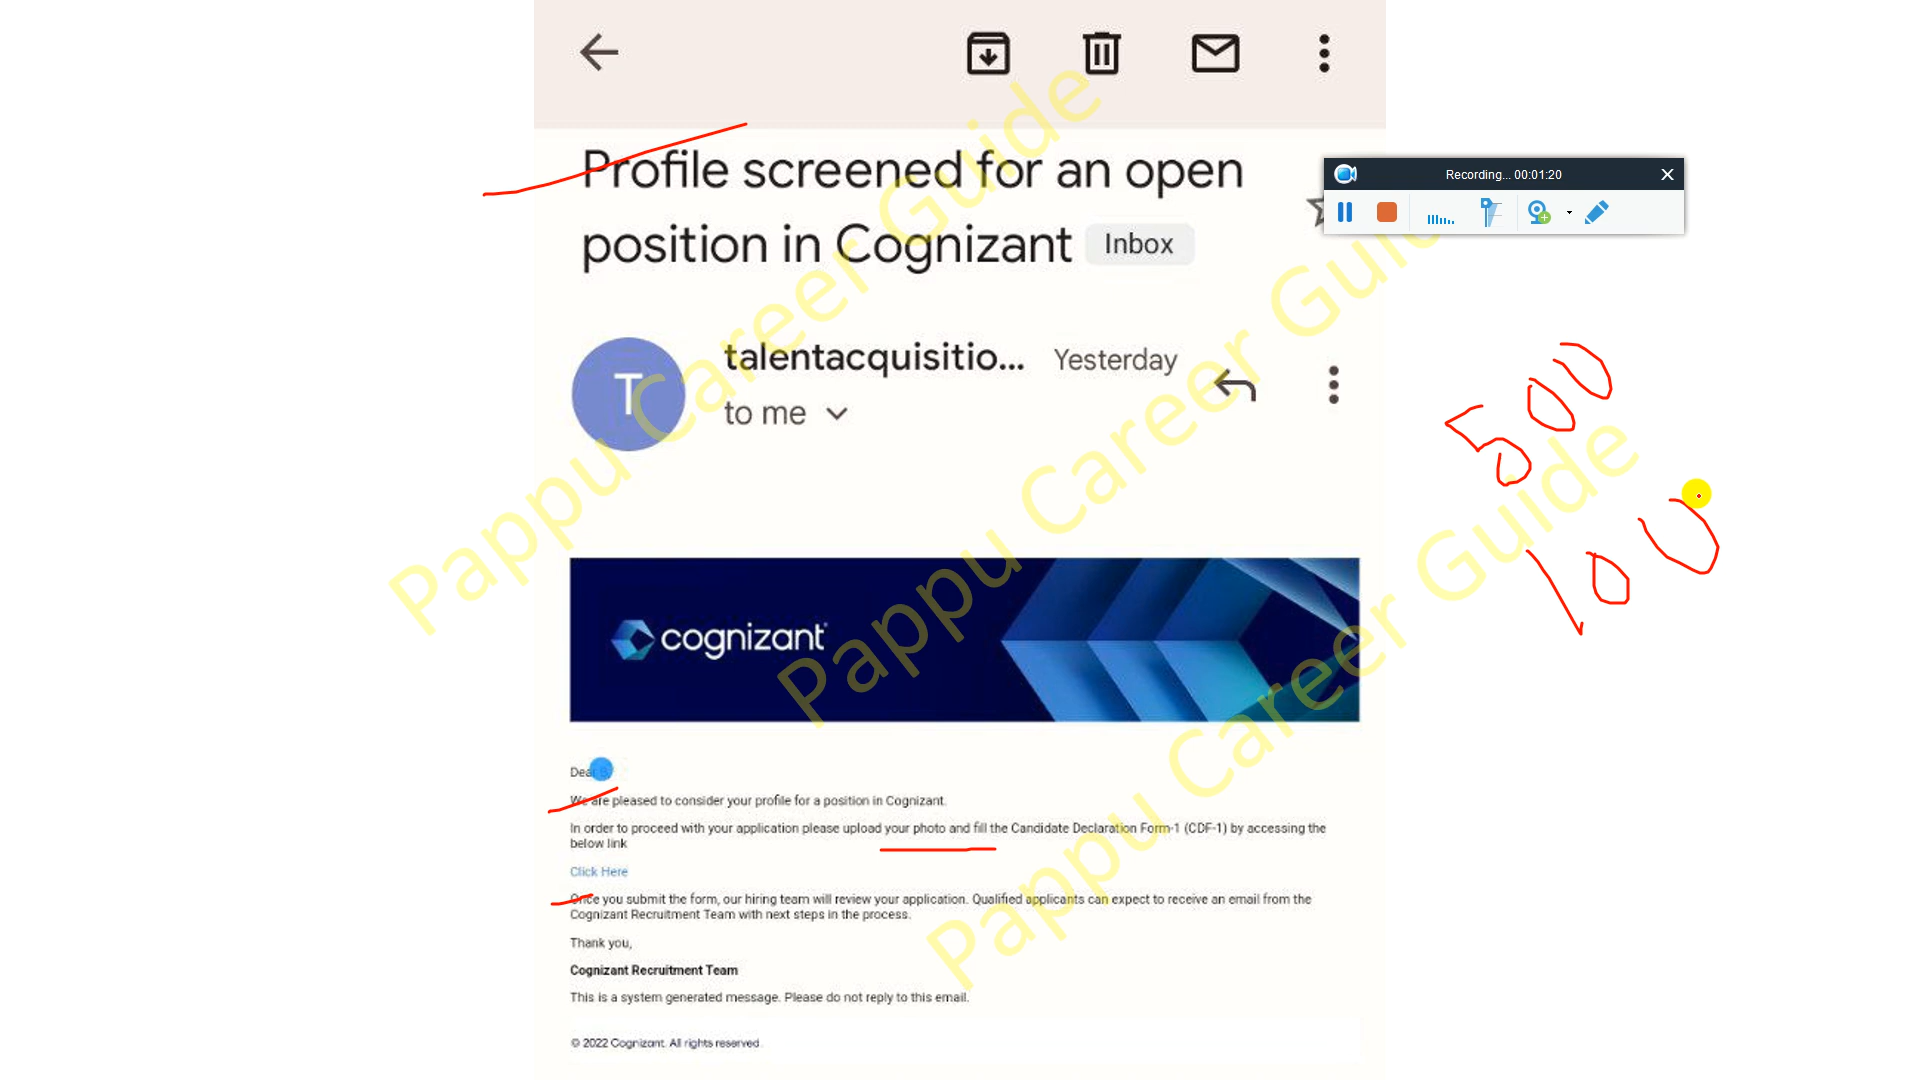 Profile screened for an open
position in Cognizant Inbox
Recording... 00:01:20
T
talentacquisitio... Yesterday
to me
500
100
cognizant
Dear
We are pleased to consider your profile for a position in Cognizant.
In order to proceed with your application please upload your photo and fill the Candidate Declaration Form-1 (CDF-1) by accessing the
below link
Click Here
Once you submit the form, our hiring team will review your application. Qualified applicants can expect to receive an email from the
Cognizant Recruitment Team with next steps in the process.
Thank you,
Cognizant Recruitment Team
This is a system generated message. Please do not reply to this email.
© 2022 Cognizant. All rights reserved.
Pappu Career Guide
Pappu Career Guide
Pappu Career Guide